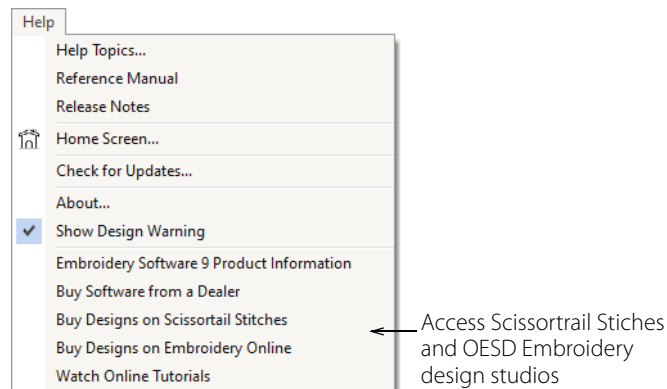 Help
Help Topics...
Reference Manual
Release Notes
Home Screen...
Check for Updates...
About...
Show Design Warning
Embroidery Software 9 Product Information
Buy Software from a Dealer
Buy Designs on Scissortail Stitches
Buy Designs on Embroidery Online
Watch Online Tutorials
Access Scissortrail Stiches
and OESD Embroidery
design studios